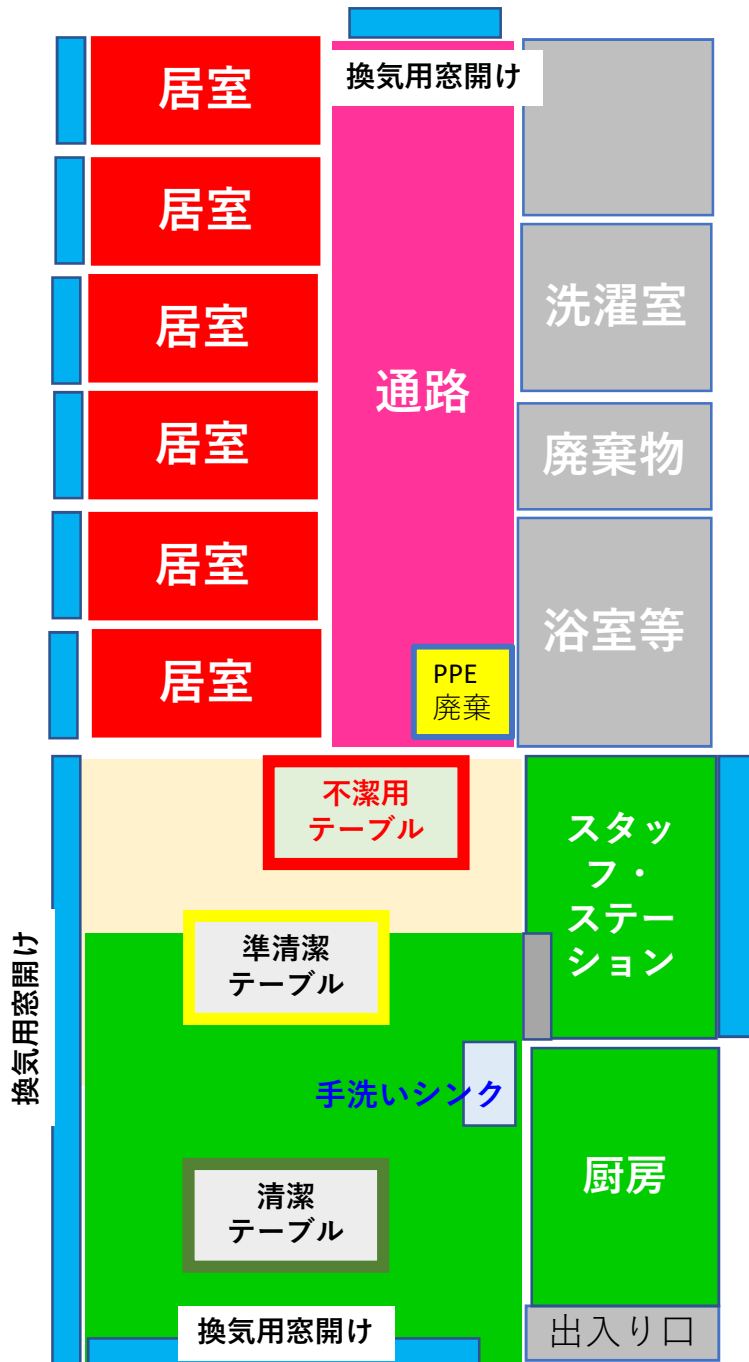 換気用窓開け
居室
居室
居室
居室
居室
居室
通路
洗濯室
廃棄物
浴室等
PPE
廃棄
不潔用
テーブル
スタッ
フ・
ステー
ション
準清潔
テーブル
換気用窓開け
手洗いシンク
厨房
清潔
テーブル
換気用窓開け
出入り口